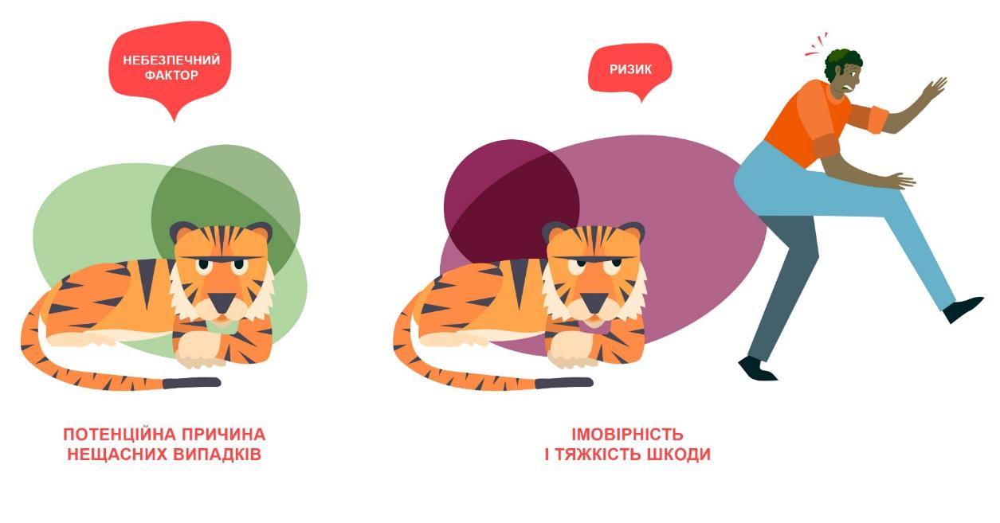 НЕБЕЗПЕЧНИЙ
ФАКТОР
РИЗИК
ПОТЕНЦІЙНА ПРИЧИНА
НЕЩАСНИХ ВИПАДКІВ
ІМОВІРНІСТЬ
І ТЯЖКІСТЬ ШКОДИ